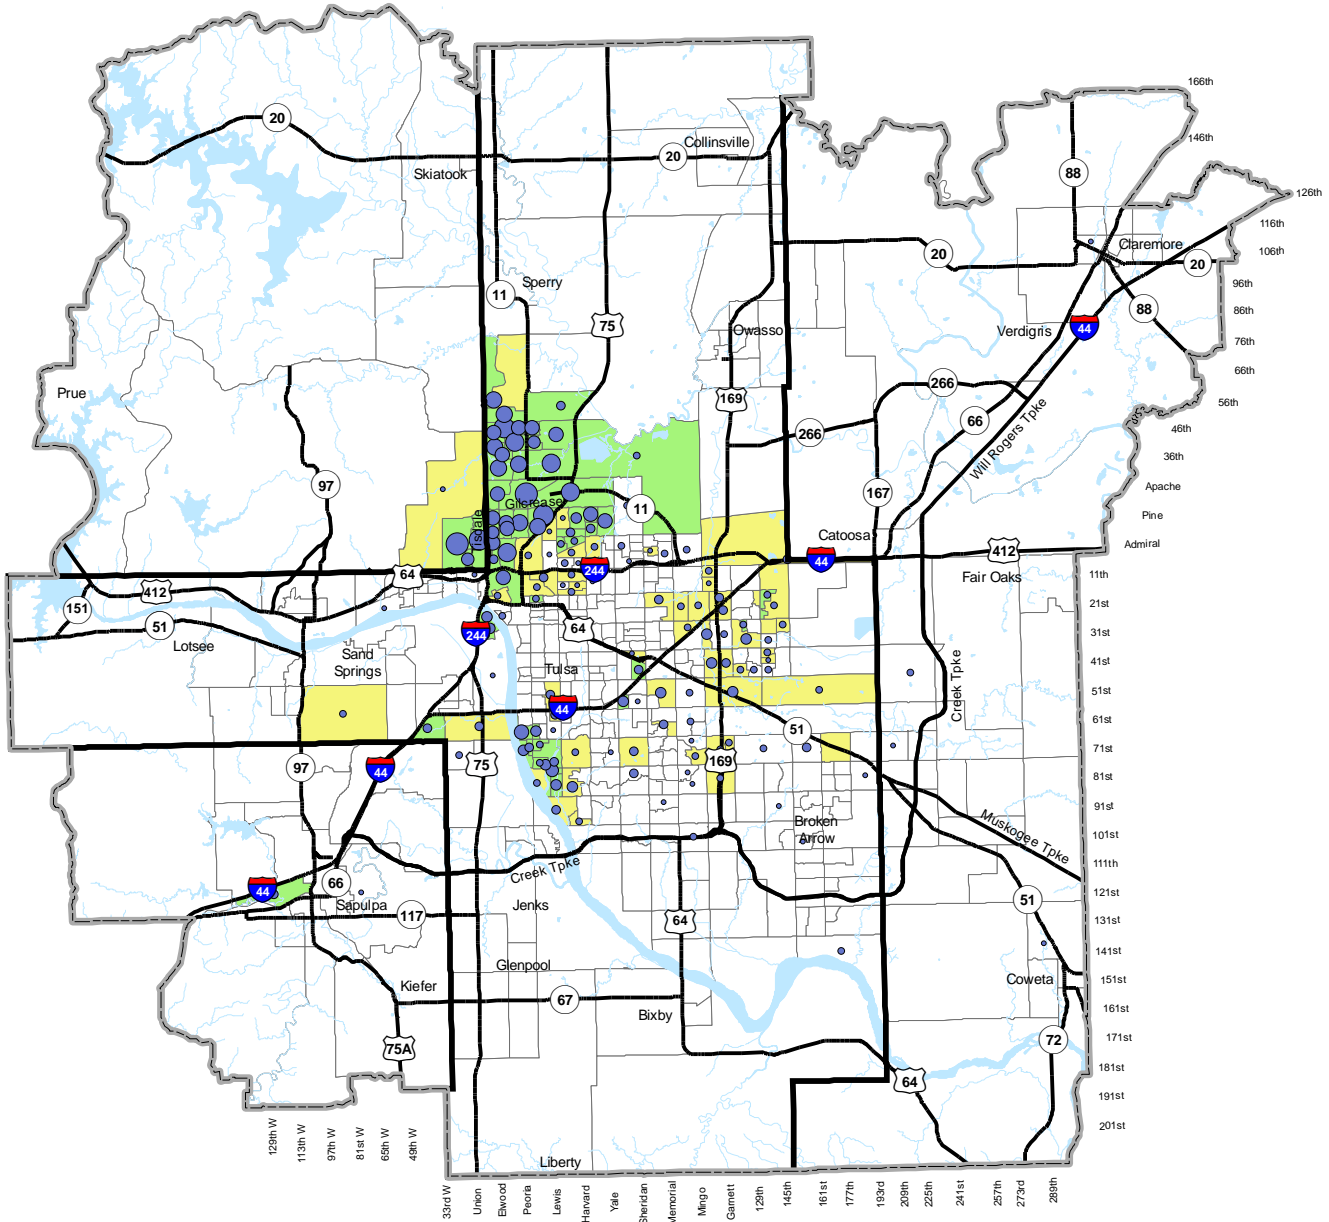 166th
20
146th
Collinsville
20
Skiatook
88
126th
116th
Claremore
106th
20
20
Sperry
96th
11
88
86th
75
Owasso
Verdigris
44
76th
66th
Prue
266
56th
169
66
46th
266
Will Rogers Tpke
36th
97
Apache
167
Gilcrease
11
Pine
Catoosa
Admiral
412
44
64
244
Fair Oaks
11th
412
151
21st
51
64
244
31st
Lotsee
Sand
Springs
41st
Tulsa
Creek Tpke
51st
44
61st
51
71st
97
44
75
169
81st
91st
Broken
Arrow
Muskogee Tpke
101st
111th
Creek Tpke
66
44
121st
51
Sapulpa
Jenks
117
64
131st
141st
Glenpool
Coweta
151st
Kiefer
67
Bixby
161st
72
171st
75A
181st
64
191st
201st
129th W
113th W
97th W
81st W
65th W
49th W
Liberty
33rd W
Union
Elwood
Peoria
Lewis
Harvard
Yale
Sheridan
Memorial
Mingo
Garnett
129th
145th
161st
177th
193rd
209th
225th
241st
257th
273rd
289th